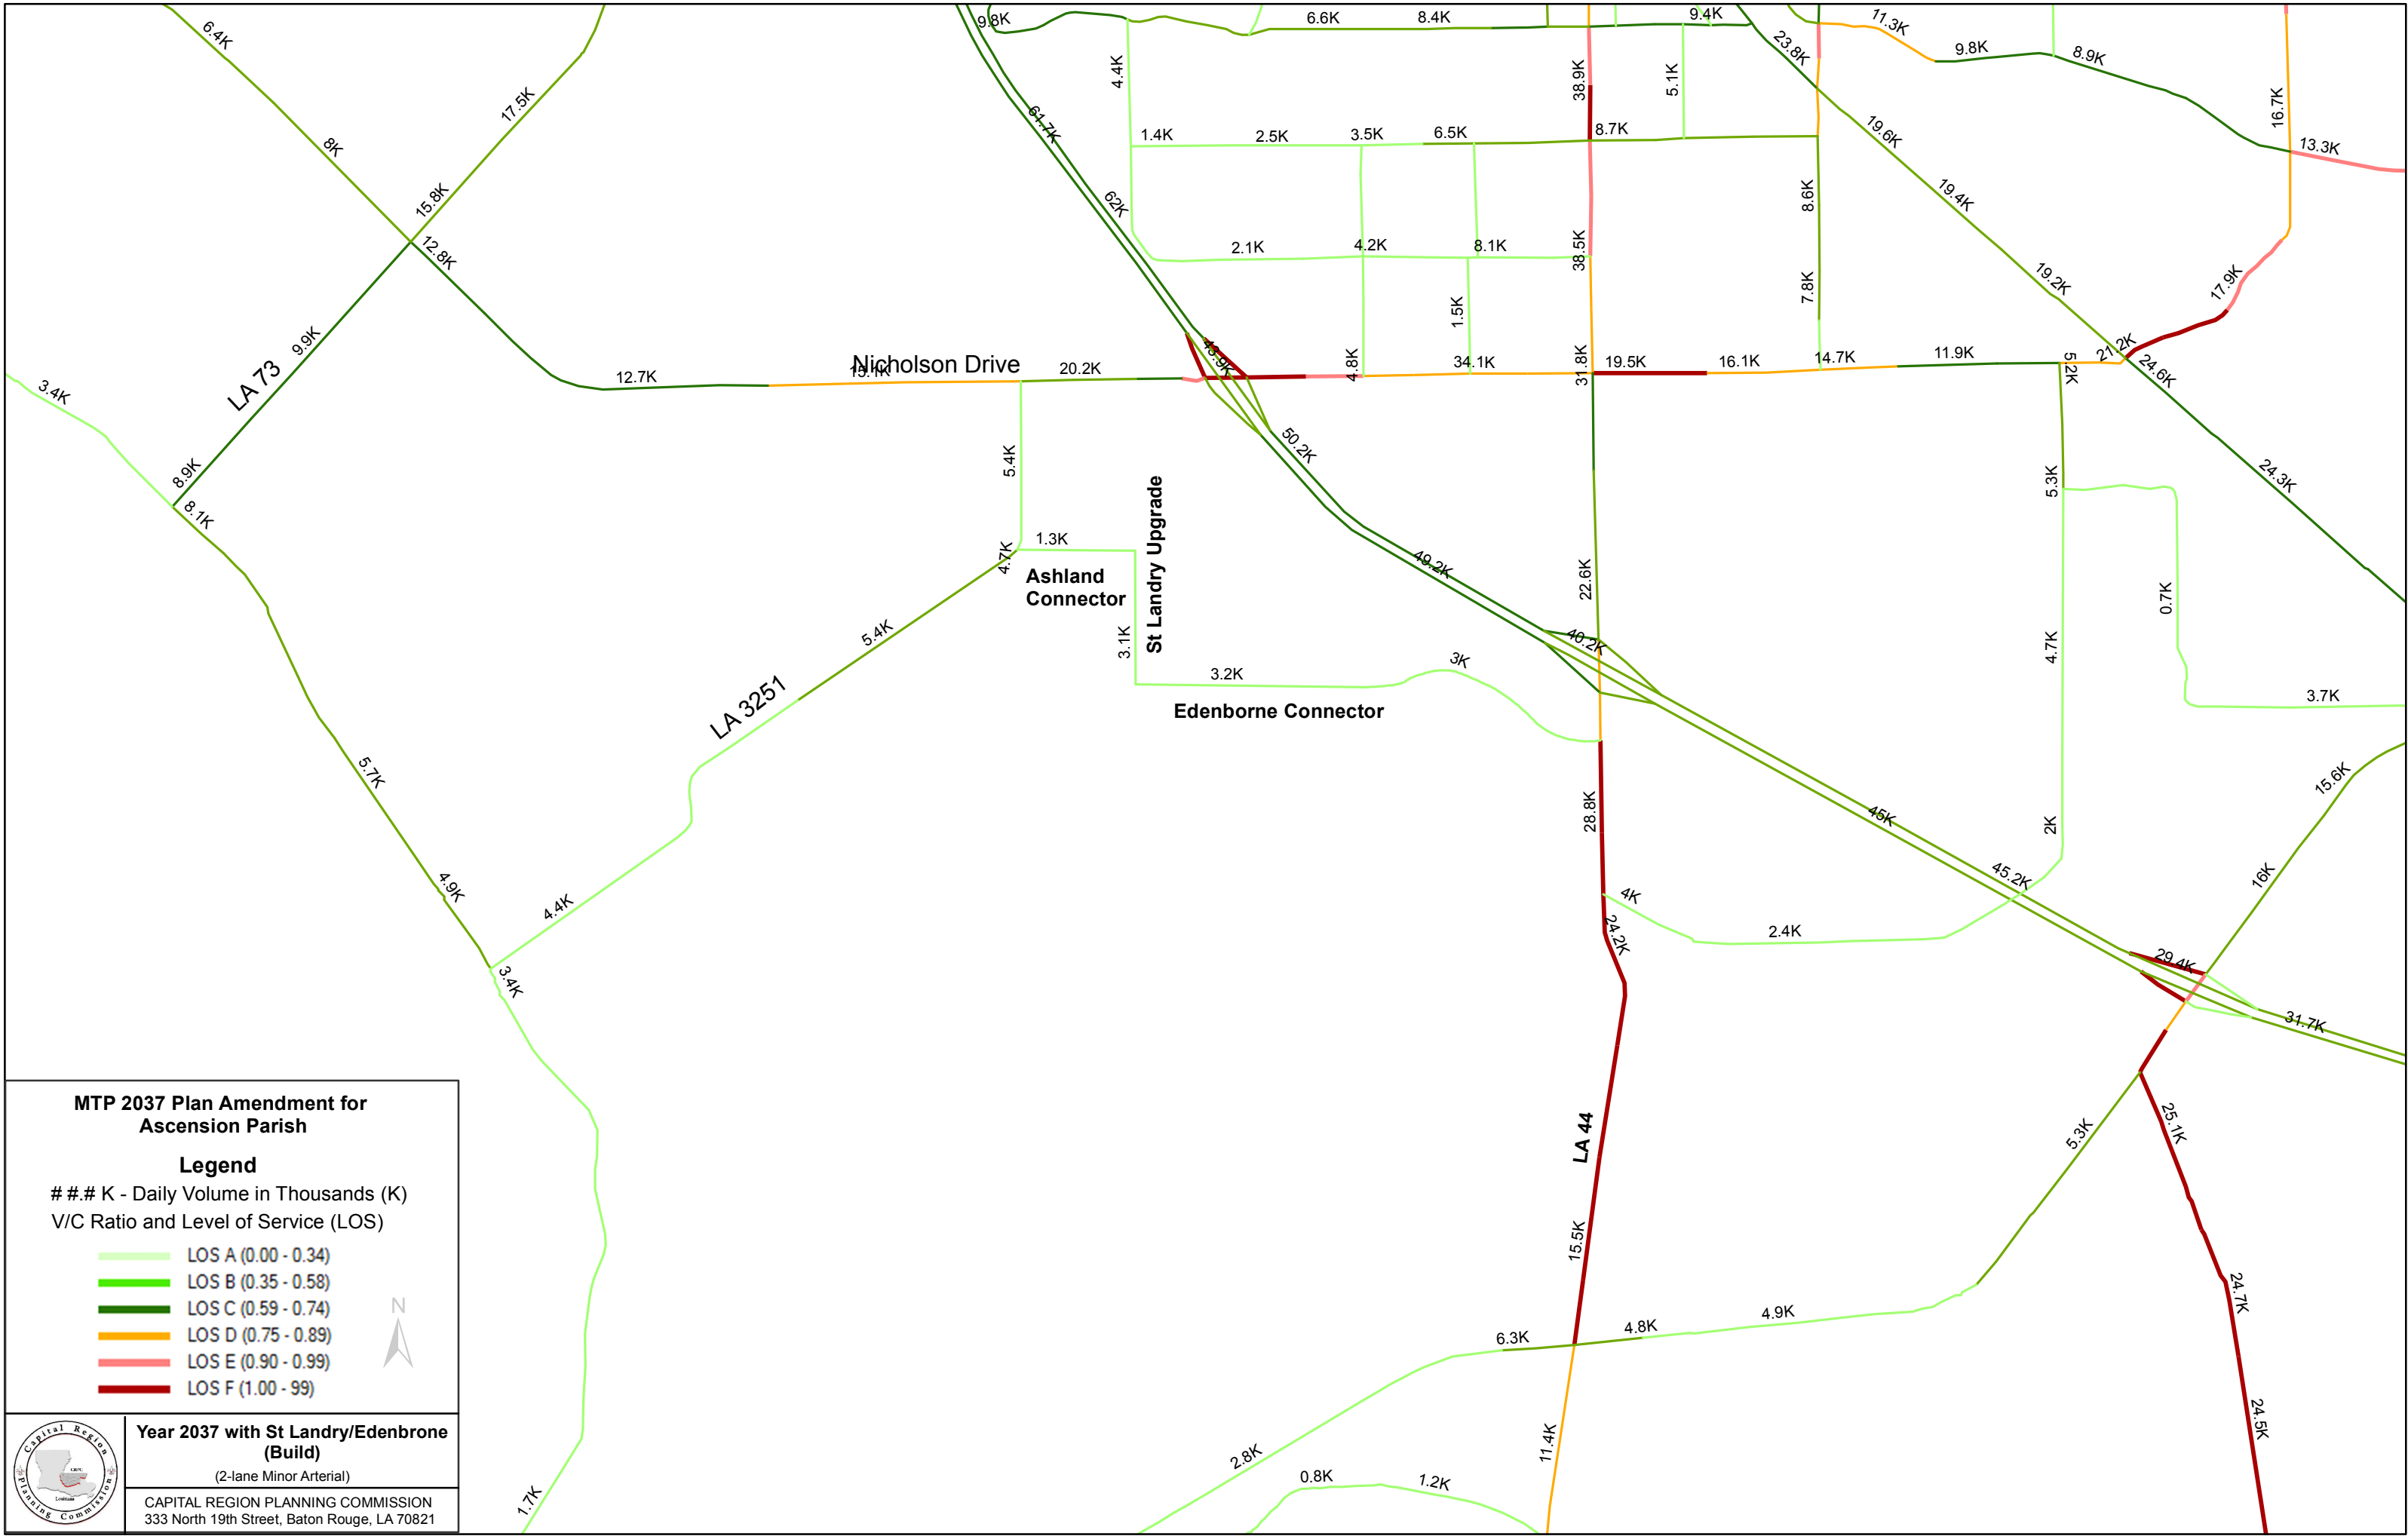 6.4K
8K
17.5K
15.8K
12.8K
9.9K
LA 73
8.9K
3.4K
8.1K
12.7K
Nicholson Drive
20.2K
9.8K
6.6K
8.4K
9.4K
4.4K
61.7K
62K
1.4K
2.5K
3.5K
6.5K
38.9K
8.7K
5.1K
23.8K
11.3K
9.8K
8.9K
16.7K
13.3K
19.6K
19.4K
19.2K
8.6K
7.8K
2.1K
4.2K
8.1K
38.5K
1.5K
17.9K
43.9K
4.8K
34.1K
31.8K
19.5K
16.1K
14.7K
11.9K
21.2K
24.6K
24.3K
50.2K
49.2K
5.4K
4.7K
1.3K
Ashland
Connector
St Landry Upgrade
3.1K
3.2K
3K
Edenborne Connector
5.4K
LA 3251
4.4K
5.7K
4.9K
3.4K
22.6K
40.2K
28.8K
4K
24.2K
2.4K
5.3K
4.7K
2K
0.7K
3.7K
15.6K
16K
45K
45.2K
29.4K
31.7K
25.1K
24.7K
24.5K
5.3K
LA 44
15.5K
6.3K
4.8K
4.9K
11.4K
2.8K
0.8K
1.2K
1.7K
MTP 2037 Plan Amendment for
Ascension Parish
Legend
# #.# K - Daily Volume in Thousands (K)
V/C Ratio and Level of Service (LOS)
LOS A (0.00 - 0.34)
LOS B (0.35 - 0.58)
LOS C (0.59 - 0.74)
LOS D (0.75 - 0.89)
LOS E (0.90 - 0.99)
LOS F (1.00 - 99)
N
Capital Region
Planning Commission
CRPC
Louisiana
Year 2037 with St Landry/Edenbrone
(Build)
(2-lane Minor Arterial)
CAPITAL REGION PLANNING COMMISSION
333 North 19th Street, Baton Rouge, LA 70821